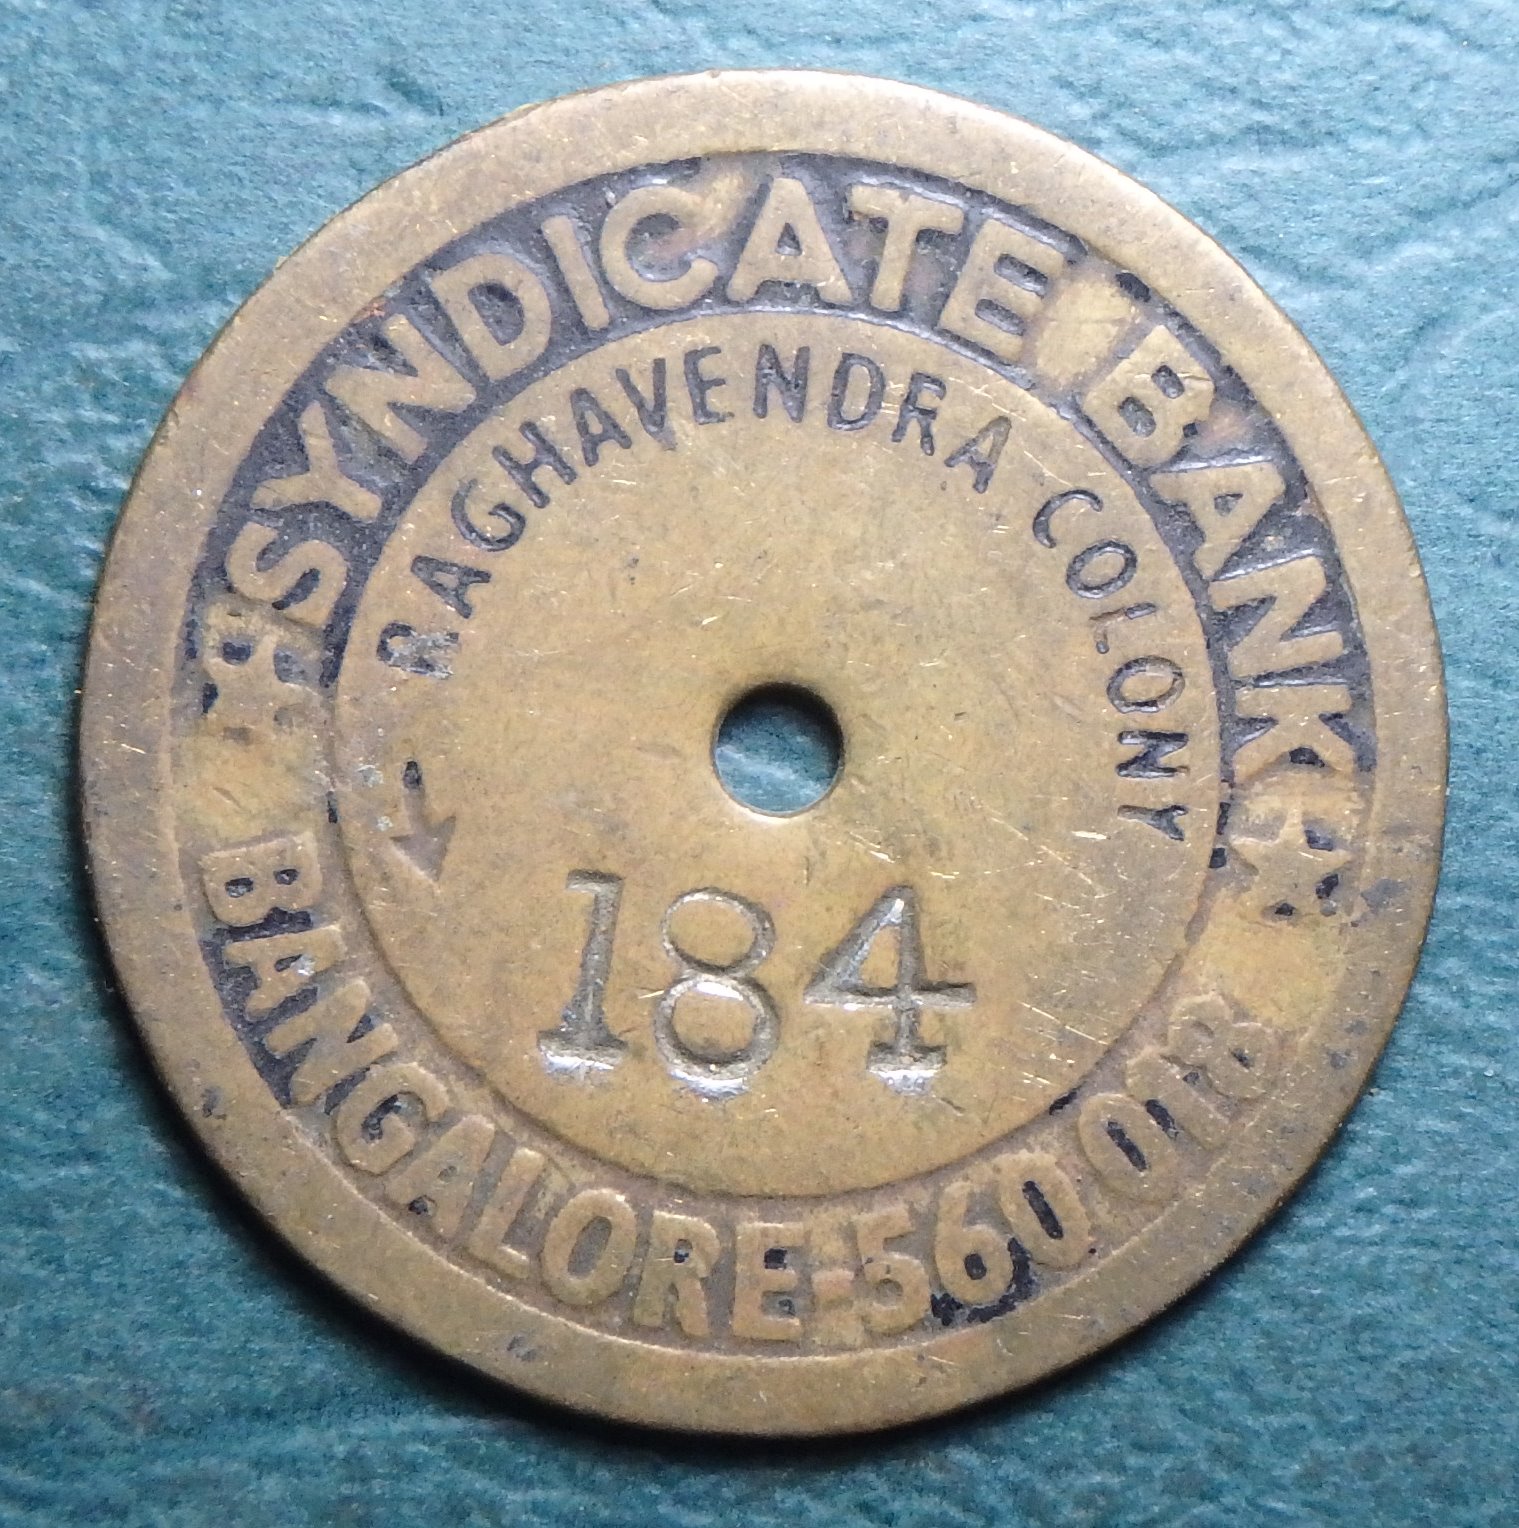 SYNDICATE BANK
RAGHAVENDRA COLONY
184
BANGALORE-560 018